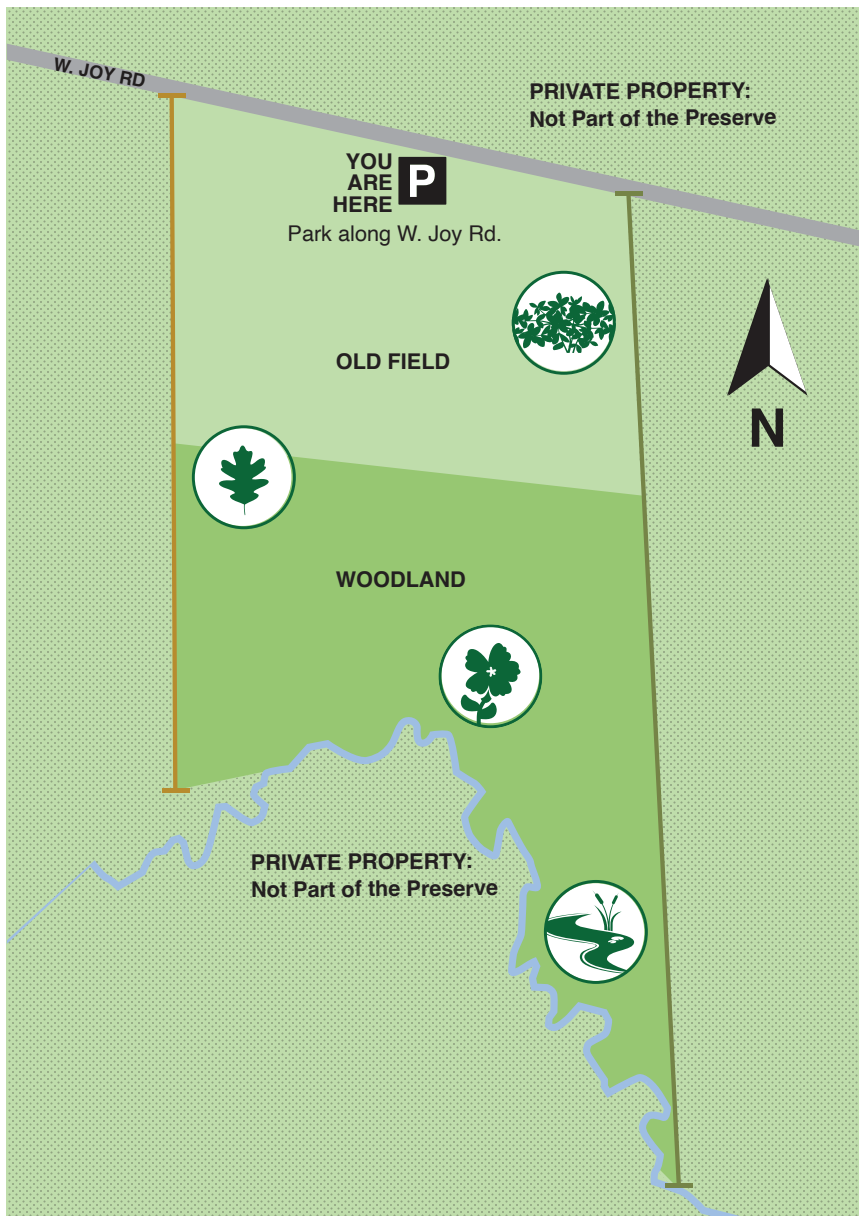 W. JOY RD
PRIVATE PROPERTY:
Not Part of the Preserve
YOU
ARE
HERE
P
Park along W. Joy Rd.
OLD FIELD
N
WOODLAND
PRIVATE PROPERTY:
Not Part of the Preserve